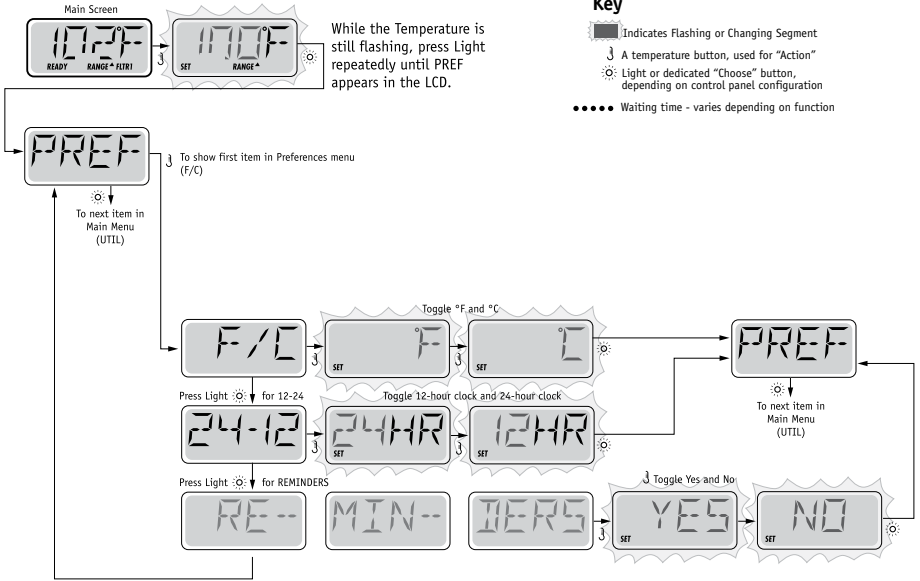 Main Screen
102°F
READY RANGE FLTR1
100°F
SET RANGE
While the Temperature is
still flashing, press Light
repeatedly until PREF
appears in the LCD.
Key
Indicates Flashing or Changing Segment
A temperature button, used for "Action"
Light or dedicated "Choose" button,
depending on control panel configuration
Waiting time - varies depending on function
PREF
To show first item in Preferences menu
(F/C)
To next item in
Main Menu
(UTIL)
Toggle °F and °C
F/C
°F
SET
°C
SET
PREF
Press Light for 12-24
Toggle 12-hour clock and 24-hour clock
24-12
24HR
SET
12HR
SET
To next item in
Main Menu
(UTIL)
Press Light for REMINDERS
Toggle Yes and No
RE--
MIN--
DERS
YES
SET
NO
SET